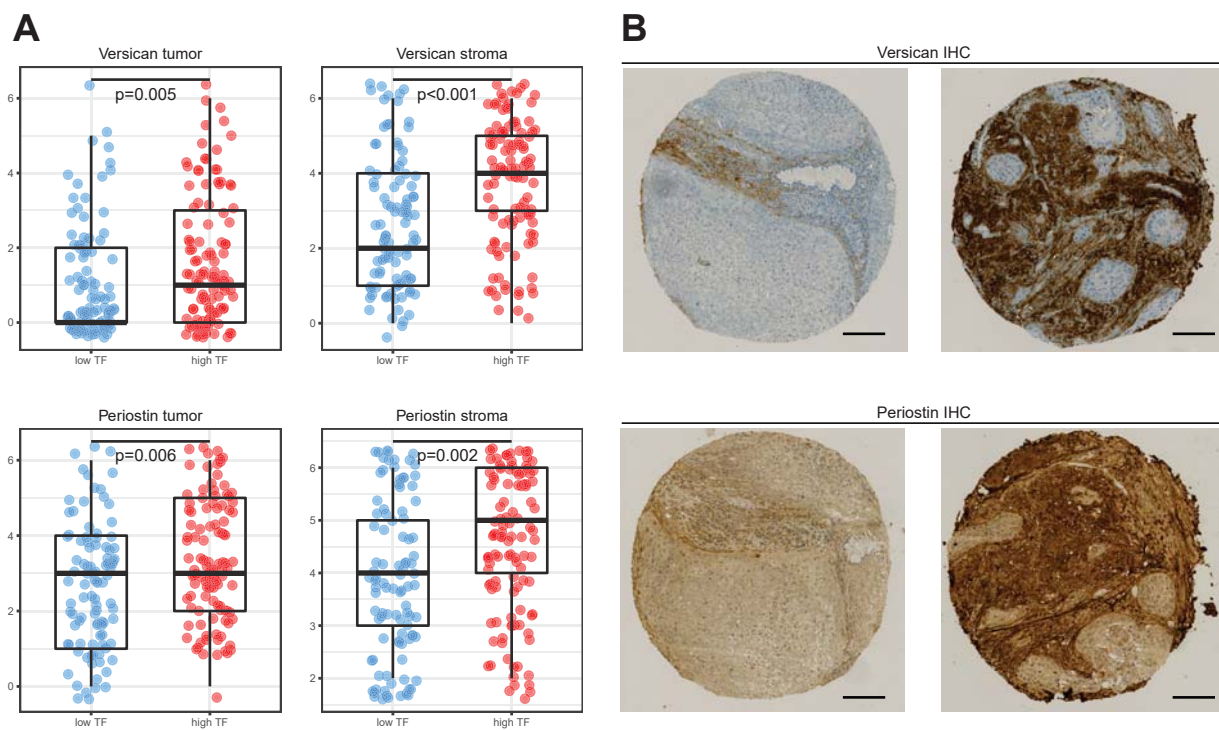 A
Versican tumor
p=0.005
0
2
4
6
low TF
high TF
Versican stroma
p<0.001
0
2
4
6
low TF
high TF
Periostin tumor
p=0.006
0
2
4
6
low TF
high TF
Periostin stroma
p=0.002
2
3
4
5
6
low TF
high TF
B
Versican IHC
Periostin IHC